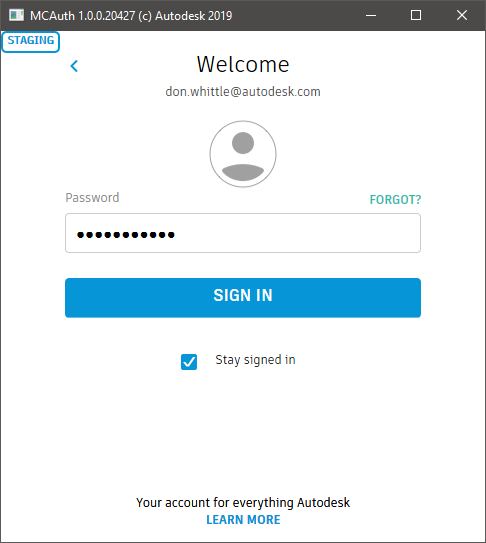 MCAuth 1.0.0.20427 (c) Autodesk 2019
STAGING
Welcome
don.whittle@autodesk.com
Password
FORGOT?
●●●●●●●●●●●
SIGN IN
Stay signed in
Your account for everything Autodesk
LEARN MORE